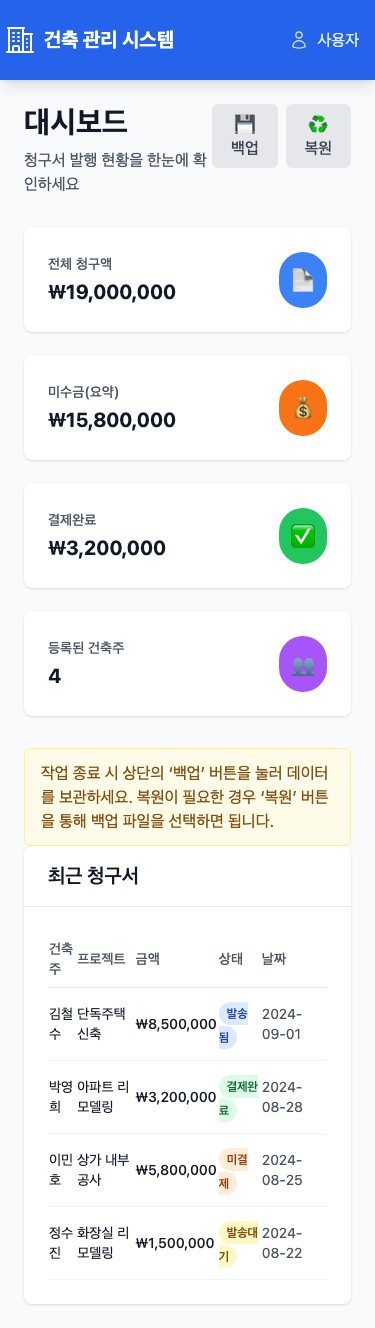 건축 관리 시스템
사용자
대시보드
청구서 발행 현황을 한눈에 확
인하세요
백업
복원
전체 청구액
₩19,000,000
미수금(요약)
₩15,800,000
결제완료
₩3,200,000
등록된 건축주
4
작업 종료 시 상단의 ‘백업’ 버튼을 눌러 데이터
를 보관하세요. 복원이 필요한 경우 ‘복원’ 버튼
을 통해 백업 파일을 선택하면 됩니다.
최근 청구서
건축
주
프로젝트
금액
상태
날짜
김철
수
단독주택
신축
₩8,500,000
발송
됨
2024-
09-01
박영
희
아파트 리
모델링
₩3,200,000
결제완
료
2024-
08-28
이민
호
상가 내부
공사
₩5,800,000
미결
제
2024-
08-25
정수
진
화장실 리
모델링
₩1,500,000
발송대
기
2024-
08-22